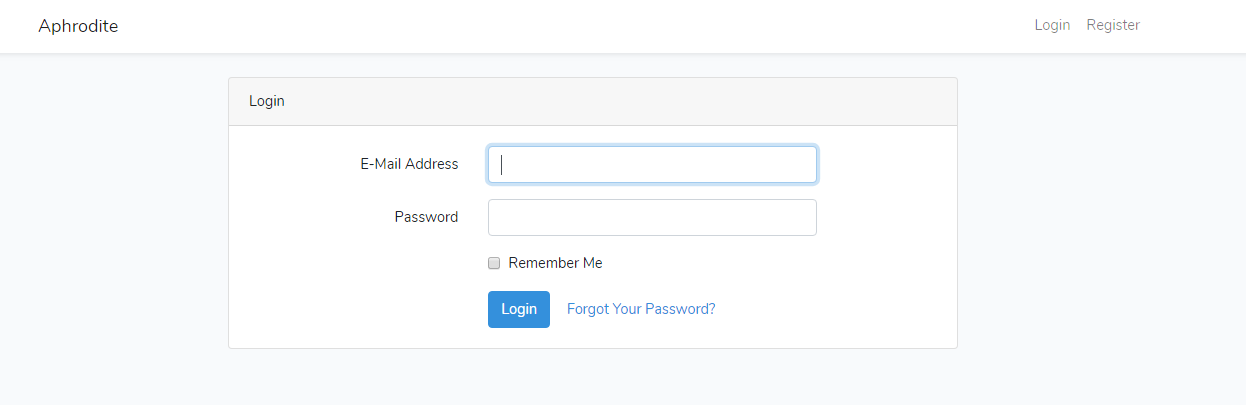 Aphrodite
Login Register
Login
E-Mail Address
Password
Remember Me
Login Forgot Your Password?